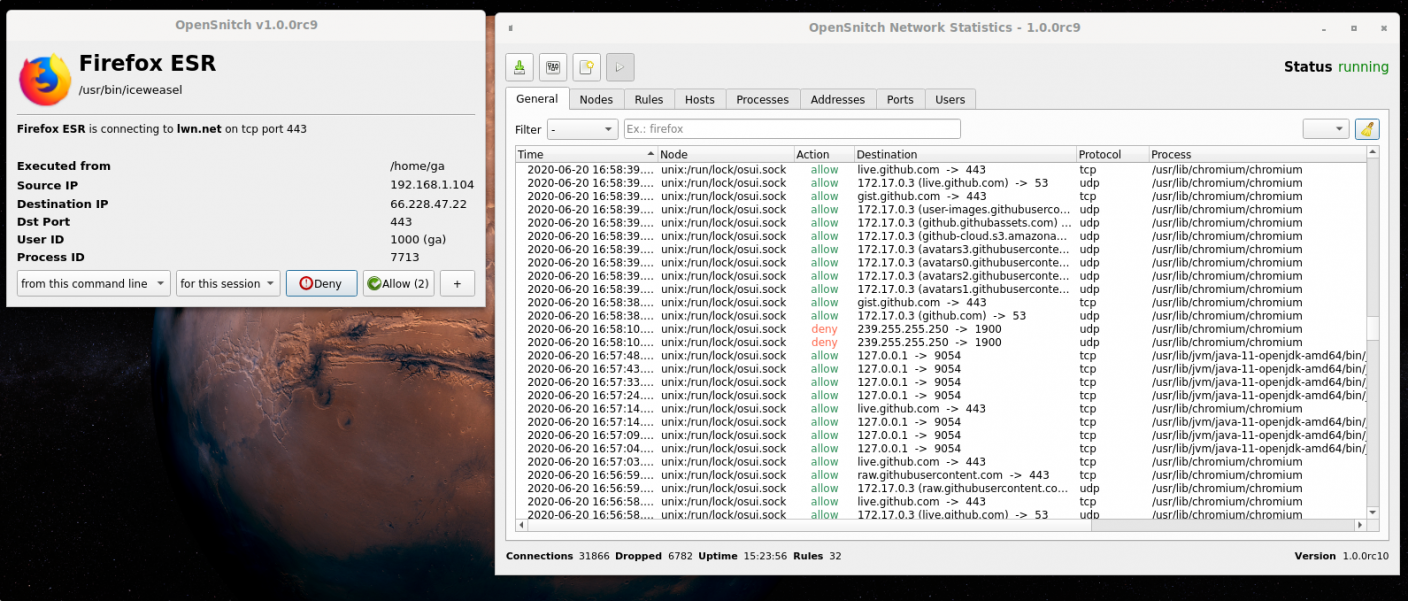 OpenSnitch v1.0.0rc9
Firefox ESR
/usr/bin/iceweasel
Firefox ESR is connecting to lwn.net on tcp port 443
Executed from /home/ga
Source IP 192.168.1.104
Destination IP 66.228.47.22
Dst Port 443
User ID 1000 (ga)
Process ID 7713
from this command line for this session Deny Allow (2) +
OpenSnitch Network Statistics - 1.0.0rc9
Status running
General Nodes Rules Hosts Processes Addresses Ports Users
Filter - Ex.: firefox
Time Node Action Destination Protocol Process
2020-06-20 16:58:39.... unix:/run/lock/osui.sock allow live.github.com -> 443 tcp /usr/lib/chromium/chromium
2020-06-20 16:58:39.... unix:/run/lock/osui.sock allow 172.17.0.3 (live.github.com) -> 53 udp /usr/lib/chromium/chromium
2020-06-20 16:58:39.... unix:/run/lock/osui.sock allow gist.github.com -> 443 tcp /usr/lib/chromium/chromium
2020-06-20 16:58:39.... unix:/run/lock/osui.sock allow 172.17.0.3 (user-images.githubuserco... udp /usr/lib/chromium/chromium
2020-06-20 16:58:39.... unix:/run/lock/osui.sock allow 172.17.0.3 (github.githubassets.com) ... udp /usr/lib/chromium/chromium
2020-06-20 16:58:39.... unix:/run/lock/osui.sock allow 172.17.0.3 (github-cloud.s3.amazona... udp /usr/lib/chromium/chromium
2020-06-20 16:58:39.... unix:/run/lock/osui.sock allow 172.17.0.3 (avatars3.githubuserconte... udp /usr/lib/chromium/chromium
2020-06-20 16:58:39.... unix:/run/lock/osui.sock allow 172.17.0.3 (avatars0.githubuserconte... udp /usr/lib/chromium/chromium
2020-06-20 16:58:39.... unix:/run/lock/osui.sock allow 172.17.0.3 (avatars2.githubuserconte... udp /usr/lib/chromium/chromium
2020-06-20 16:58:39.... unix:/run/lock/osui.sock allow 172.17.0.3 (avatars1.githubuserconte... udp /usr/lib/chromium/chromium
2020-06-20 16:58:38.... unix:/run/lock/osui.sock allow gist.github.com -> 443 tcp /usr/lib/chromium/chromium
2020-06-20 16:58:38.... unix:/run/lock/osui.sock allow 172.17.0.3 (github.com) -> 53 udp /usr/lib/chromium/chromium
2020-06-20 16:58:10.... unix:/run/lock/osui.sock deny 239.255.255.250 -> 1900 udp /usr/lib/chromium/chromium
2020-06-20 16:58:10.... unix:/run/lock/osui.sock deny 239.255.255.250 -> 1900 udp /usr/lib/chromium/chromium
2020-06-20 16:57:48.... unix:/run/lock/osui.sock allow 127.0.0.1 -> 9054 tcp /usr/lib/jvm/java-11-openjdk-amd64/bin/
2020-06-20 16:57:43.... unix:/run/lock/osui.sock allow 127.0.0.1 -> 9054 tcp /usr/lib/jvm/java-11-openjdk-amd64/bin/
2020-06-20 16:57:33.... unix:/run/lock/osui.sock allow 127.0.0.1 -> 9054 tcp /usr/lib/jvm/java-11-openjdk-amd64/bin/
2020-06-20 16:57:24.... unix:/run/lock/osui.sock allow 127.0.0.1 -> 9054 tcp /usr/lib/jvm/java-11-openjdk-amd64/bin/
2020-06-20 16:57:14.... unix:/run/lock/osui.sock allow live.github.com -> 443 tcp /usr/lib/chromium/chromium
2020-06-20 16:57:14.... unix:/run/lock/osui.sock allow 127.0.0.1 -> 9054 tcp /usr/lib/jvm/java-11-openjdk-amd64/bin/
2020-06-20 16:57:09.... unix:/run/lock/osui.sock allow 127.0.0.1 -> 9054 tcp /usr/lib/jvm/java-11-openjdk-amd64/bin/
2020-06-20 16:57:04.... unix:/run/lock/osui.sock allow 127.0.0.1 -> 9054 tcp /usr/lib/jvm/java-11-openjdk-amd64/bin/
2020-06-20 16:57:03.... unix:/run/lock/osui.sock allow live.github.com -> 443 tcp /usr/lib/chromium/chromium
2020-06-20 16:56:59.... unix:/run/lock/osui.sock allow raw.githubusercontent.com -> 443 tcp /usr/lib/chromium/chromium
2020-06-20 16:56:59.... unix:/run/lock/osui.sock allow 172.17.0.3 (raw.githubusercontent.co... udp /usr/lib/chromium/chromium
2020-06-20 16:56:58.... unix:/run/lock/osui.sock allow live.github.com -> 443 tcp /usr/lib/chromium/chromium
2020-06-20 16:56:58.... unix:/run/lock/osui.sock allow 172.17.0.3 (live.github.com) -> 53 udp /usr/lib/chromium/chromium
Connections 31866 Dropped 6782 Uptime 15:23:56 Rules 32 Version 1.0.0rc10